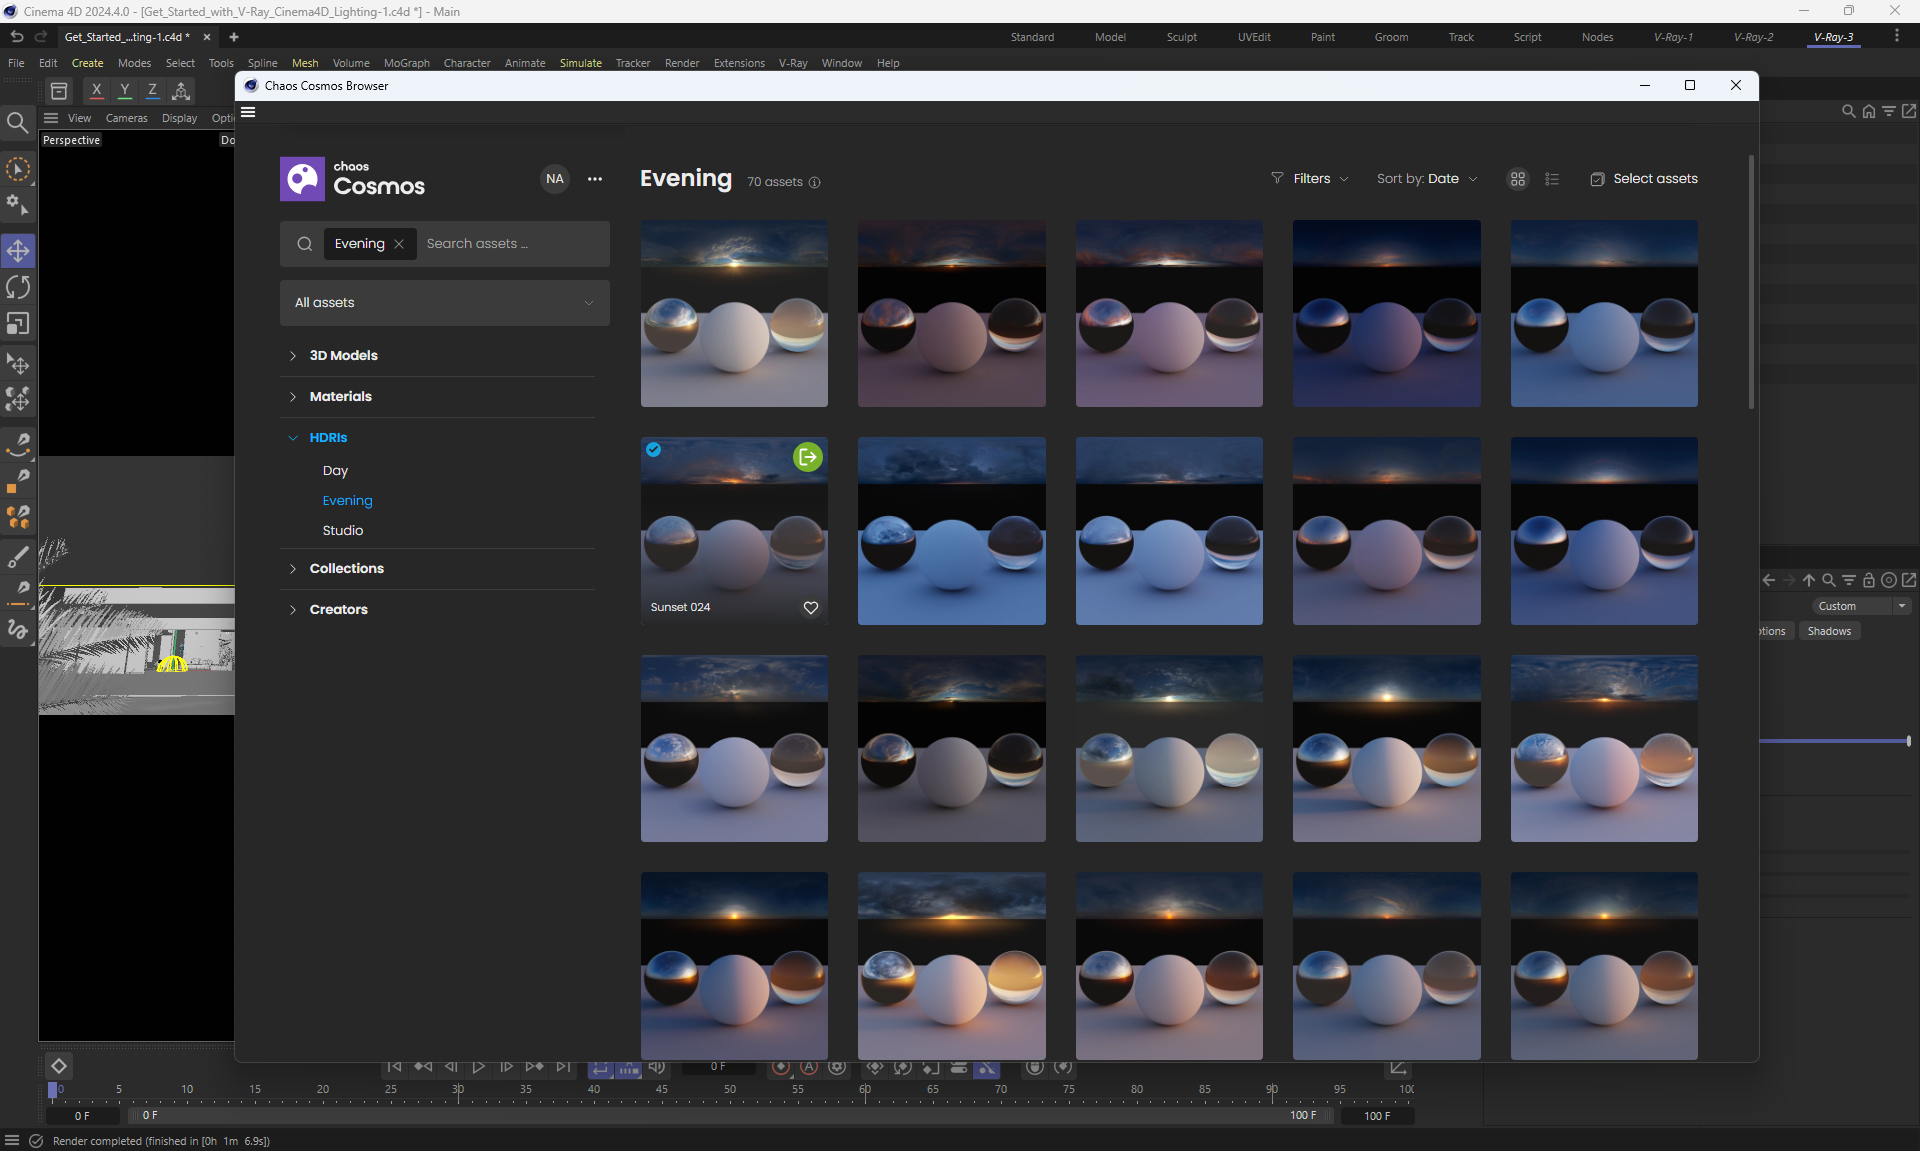 Cinema 4D 2024.4.0 - [Get_Started_with_V-Ray_Cinema4D_Lighting-1.c4d *] - Main
Get_Started_...ting-1.c4d *
Standard Model Sculpt UVEdit Paint Groom Track Script Nodes V-Ray-1 V-Ray-2 V-Ray-3
File Edit Create Modes Select Tools Spline Mesh Volume MoGraph Character Animate Simulate Tracker Render Extensions V-Ray Window Help
Chaos Cosmos Browser
X Y Z
View Cameras Display Opti
Perspective
Do
chaos
Cosmos
NA
Evening 70 assets
Filters Sort by: Date Select assets
Evening Search assets ...
All assets
3D Models
Materials
HDRIs
Day
Evening
Studio
Collections
Creators
Sunset 024
Custom
tions Shadows
0 F
0 5 10 15 20 25 30 35 40 45 50 55 60 65 70 75 80 85 90 95 100
0 F 0 F 100 F 100 F
Render completed (finished in [0h 1m 6.9s])